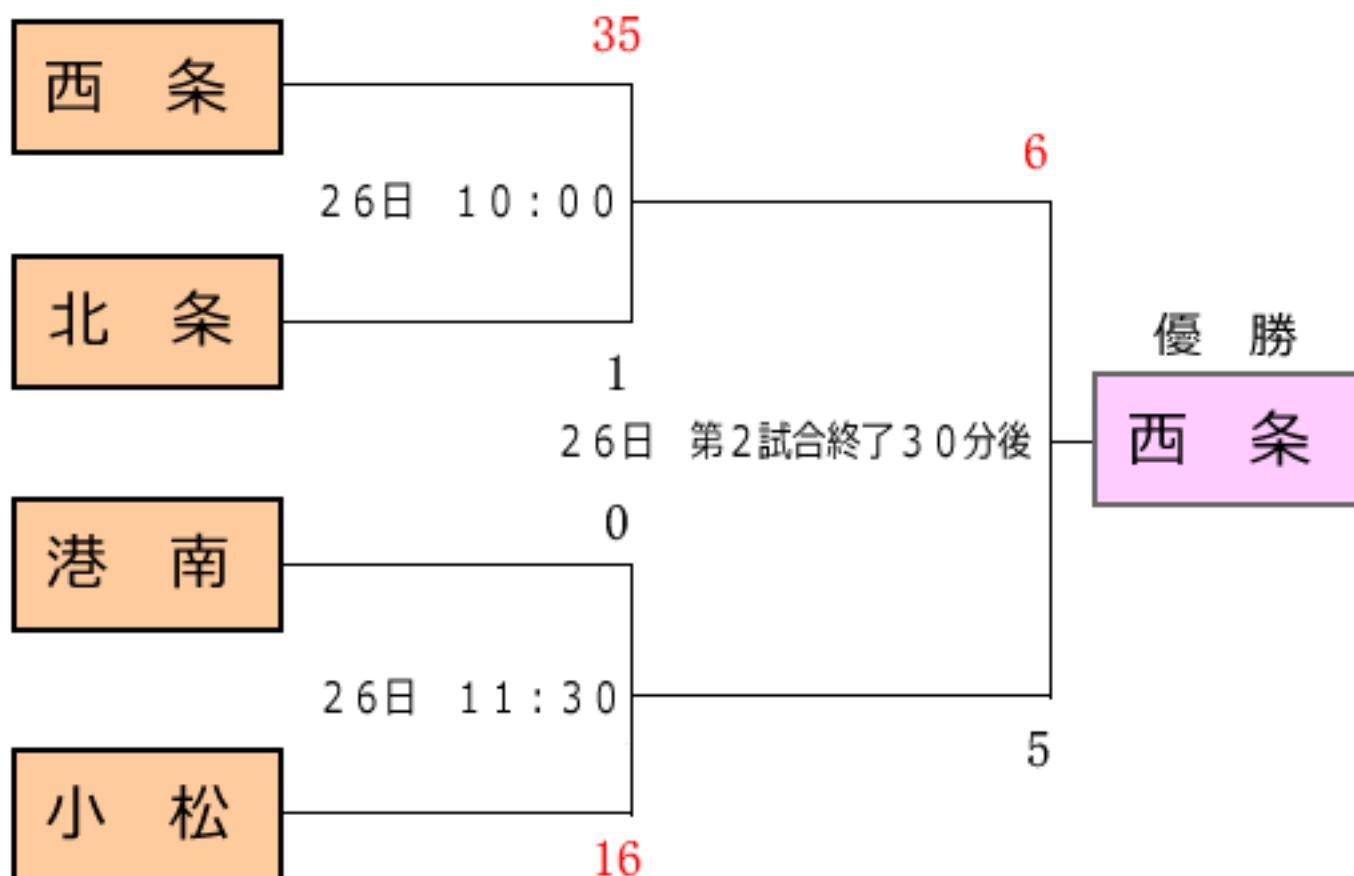 35
西　条
6
２６日　１０：００
北　条
優　勝
1
西　条
２６日　第２試合終了３０分後
0
港　南
２６日　１１：３０
5
小　松
16